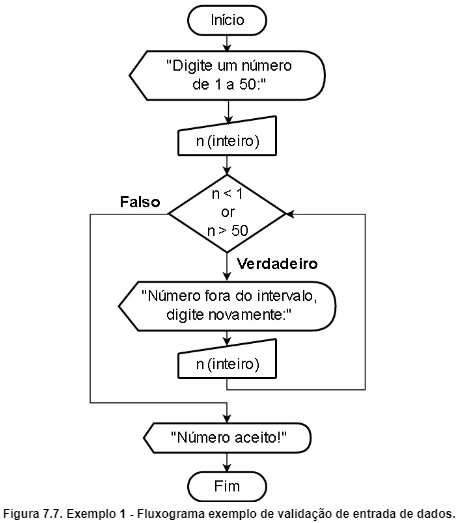 Início
"Digite um número
de 1 a 50:"
n (inteiro)
n < 1
Falso
or
n > 50
Verdadeiro
"Número fora do intervalo,
digite novamente:"
n (inteiro)
"Número aceito!"
Fim
Figura 7.7. Exemplo 1 - Fluxograma exemplo de validação de entrada de dados.